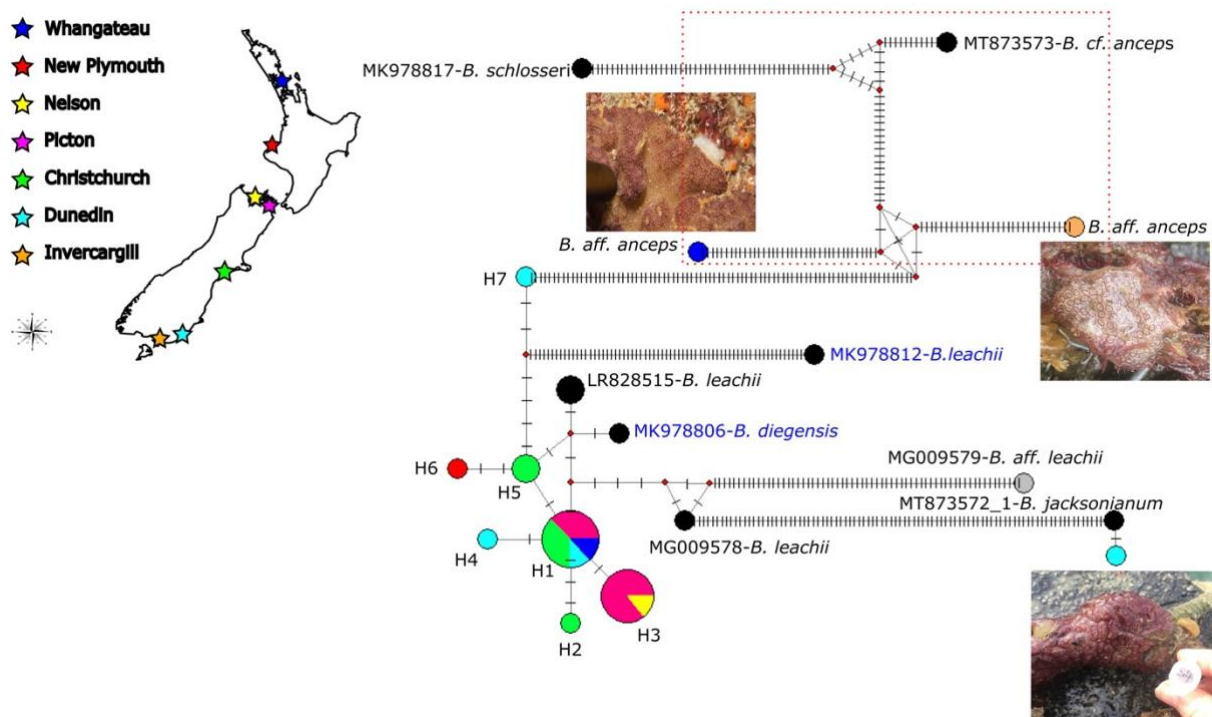 Whangateau
New Plymouth
Nelson
Picton
Christchurch
Dunedin
Invercargill
MT873573-B. cf. anceps
MK978817-B. schlosseri
B. aff. anceps
B. aff. anceps
H7
MK978812-B.leachii
LR828515-B. leachii
MK978806-B. diegensis
MG009579-B. aff. leachii
H6
H5
MT873572_1-B. jacksonianum
H4
H1
MG009578-B. leachii
H3
H2